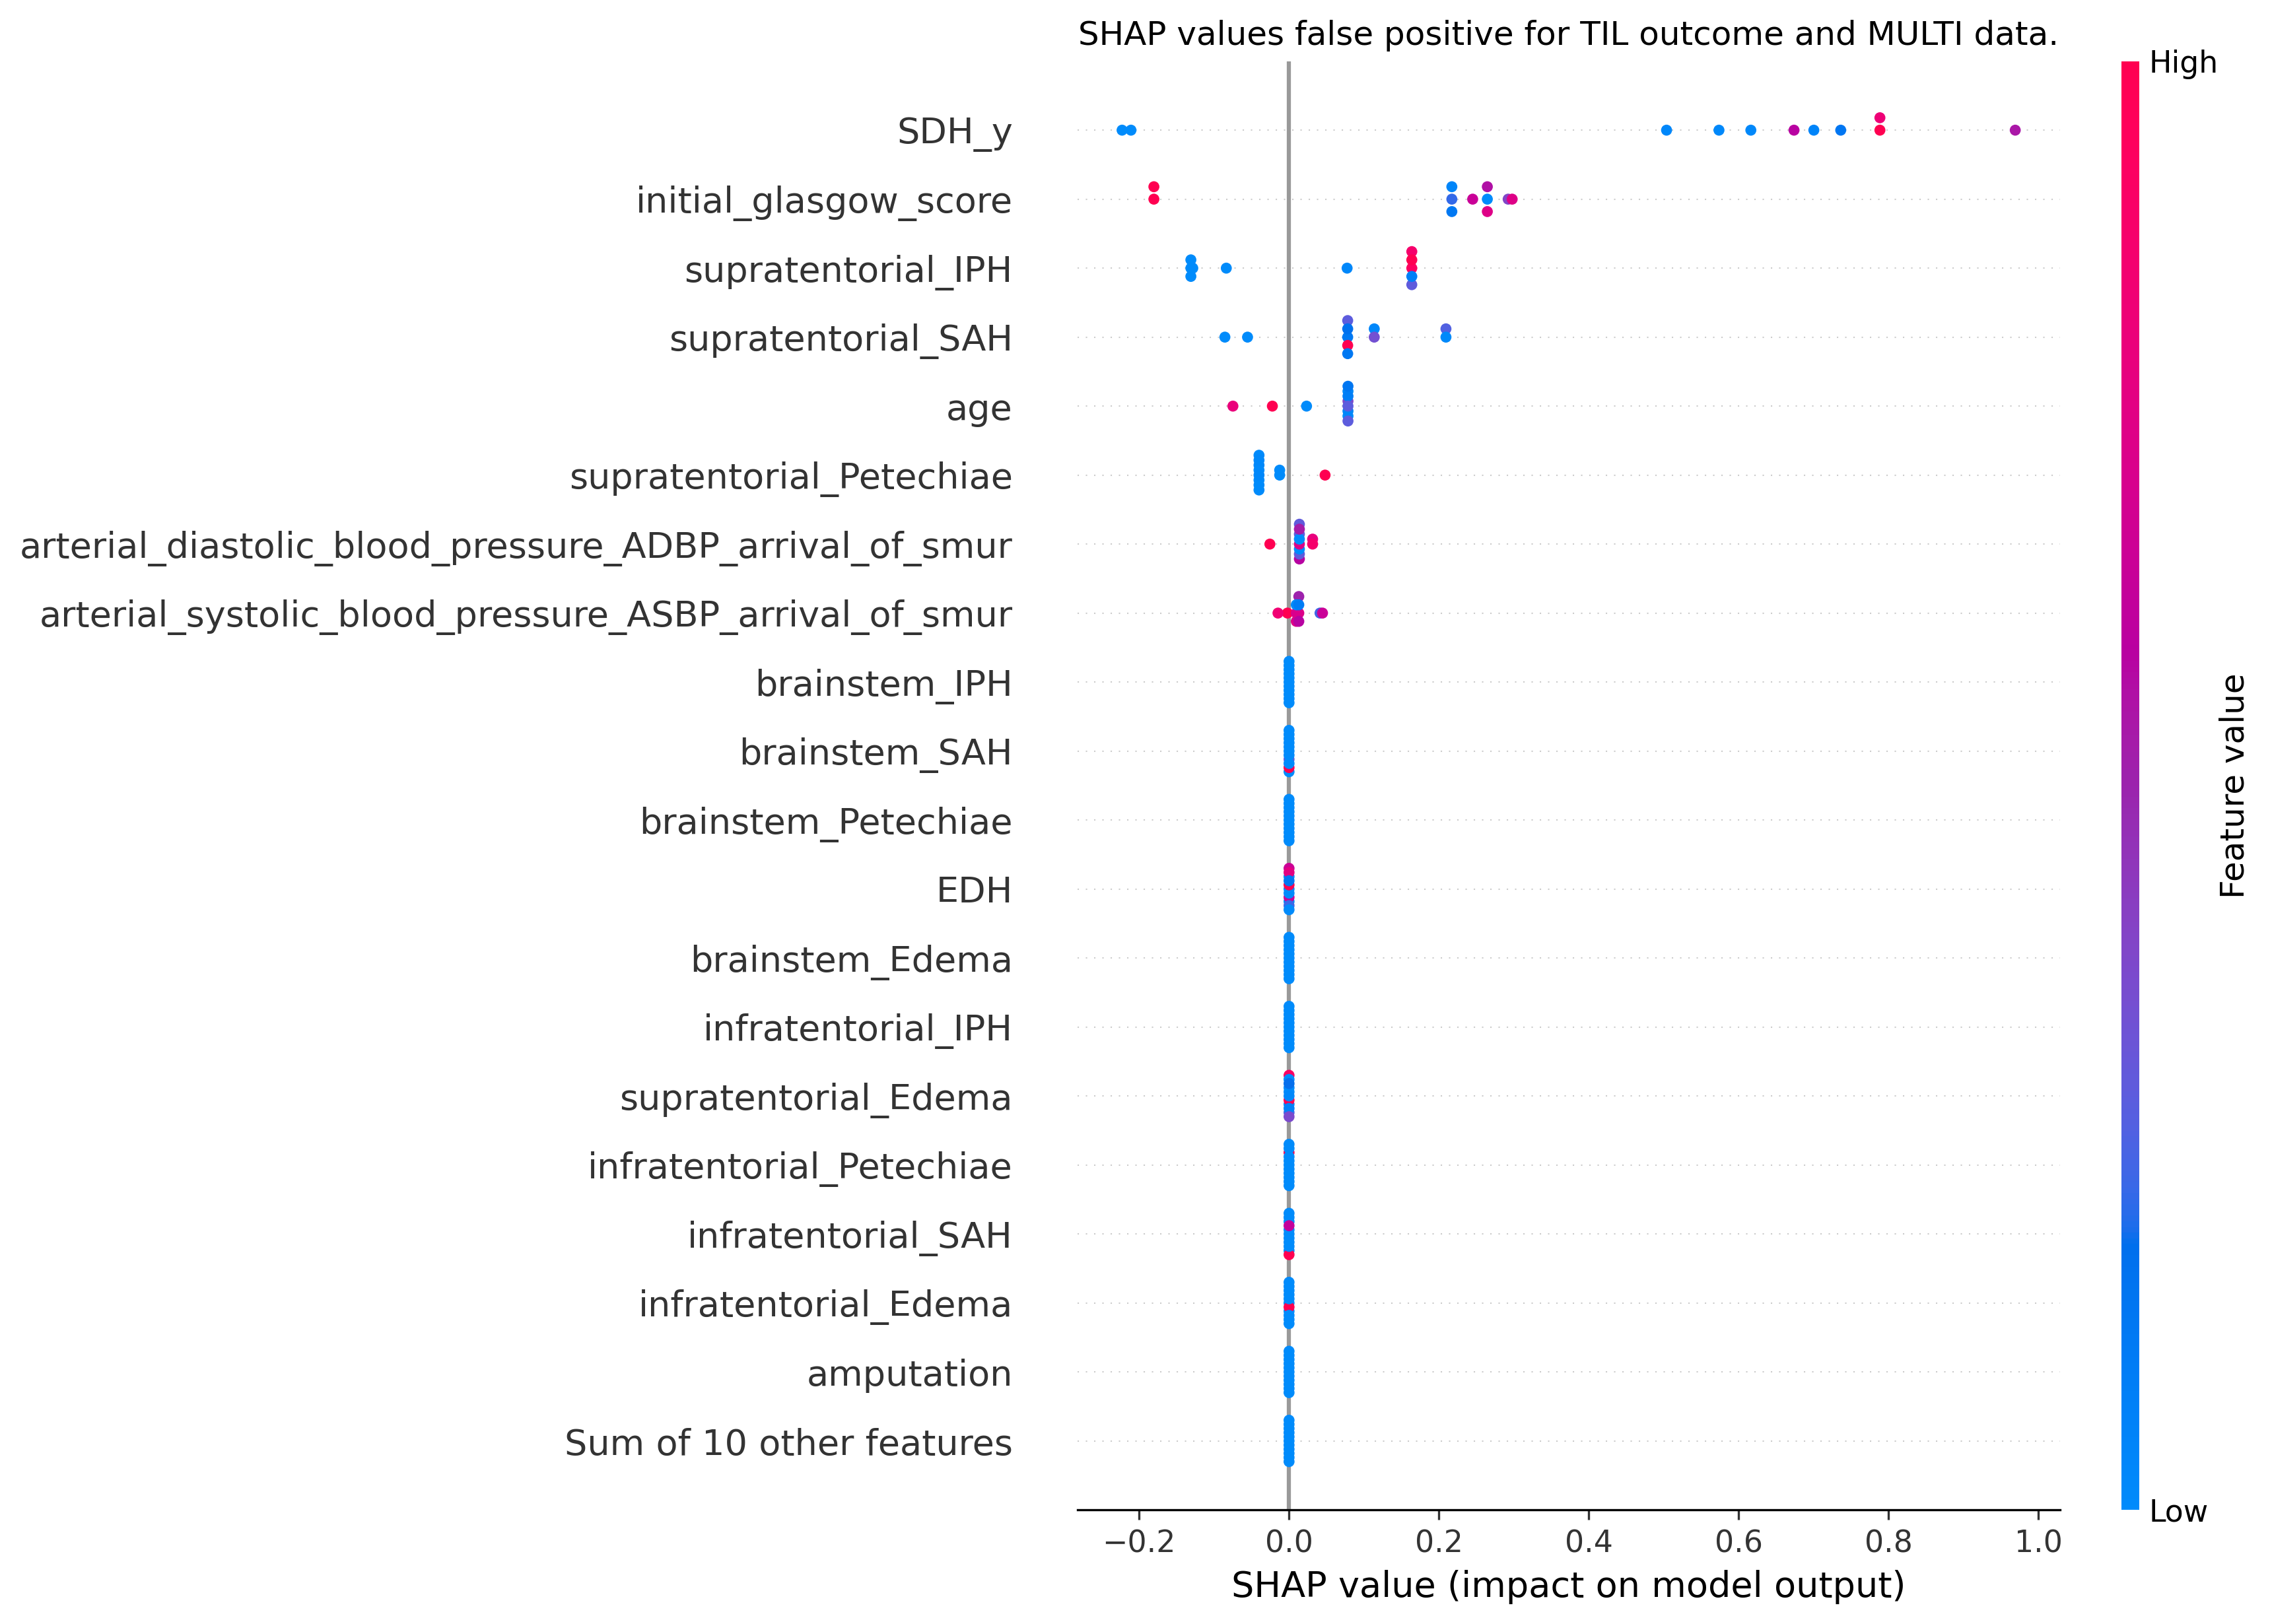 SHAP values false positive for TIL outcome and MULTI data.
High
SDH_y
initial_glasgow_score
supratentorial_IPH
supratentorial_SAH
age
supratentorial_Petechiae
arterial_diastolic_blood_pressure_ADBP_arrival_of_smur
arterial_systolic_blood_pressure_ASBP_arrival_of_smur
brainstem_IPH
brainstem_SAH
brainstem_Petechiae
EDH
brainstem_Edema
infratentorial_IPH
supratentorial_Edema
infratentorial_Petechiae
infratentorial_SAH
infratentorial_Edema
amputation
Sum of 10 other features
Feature value
Low
−0.2 0.0 0.2 0.4 0.6 0.8 1.0
SHAP value (impact on model output)